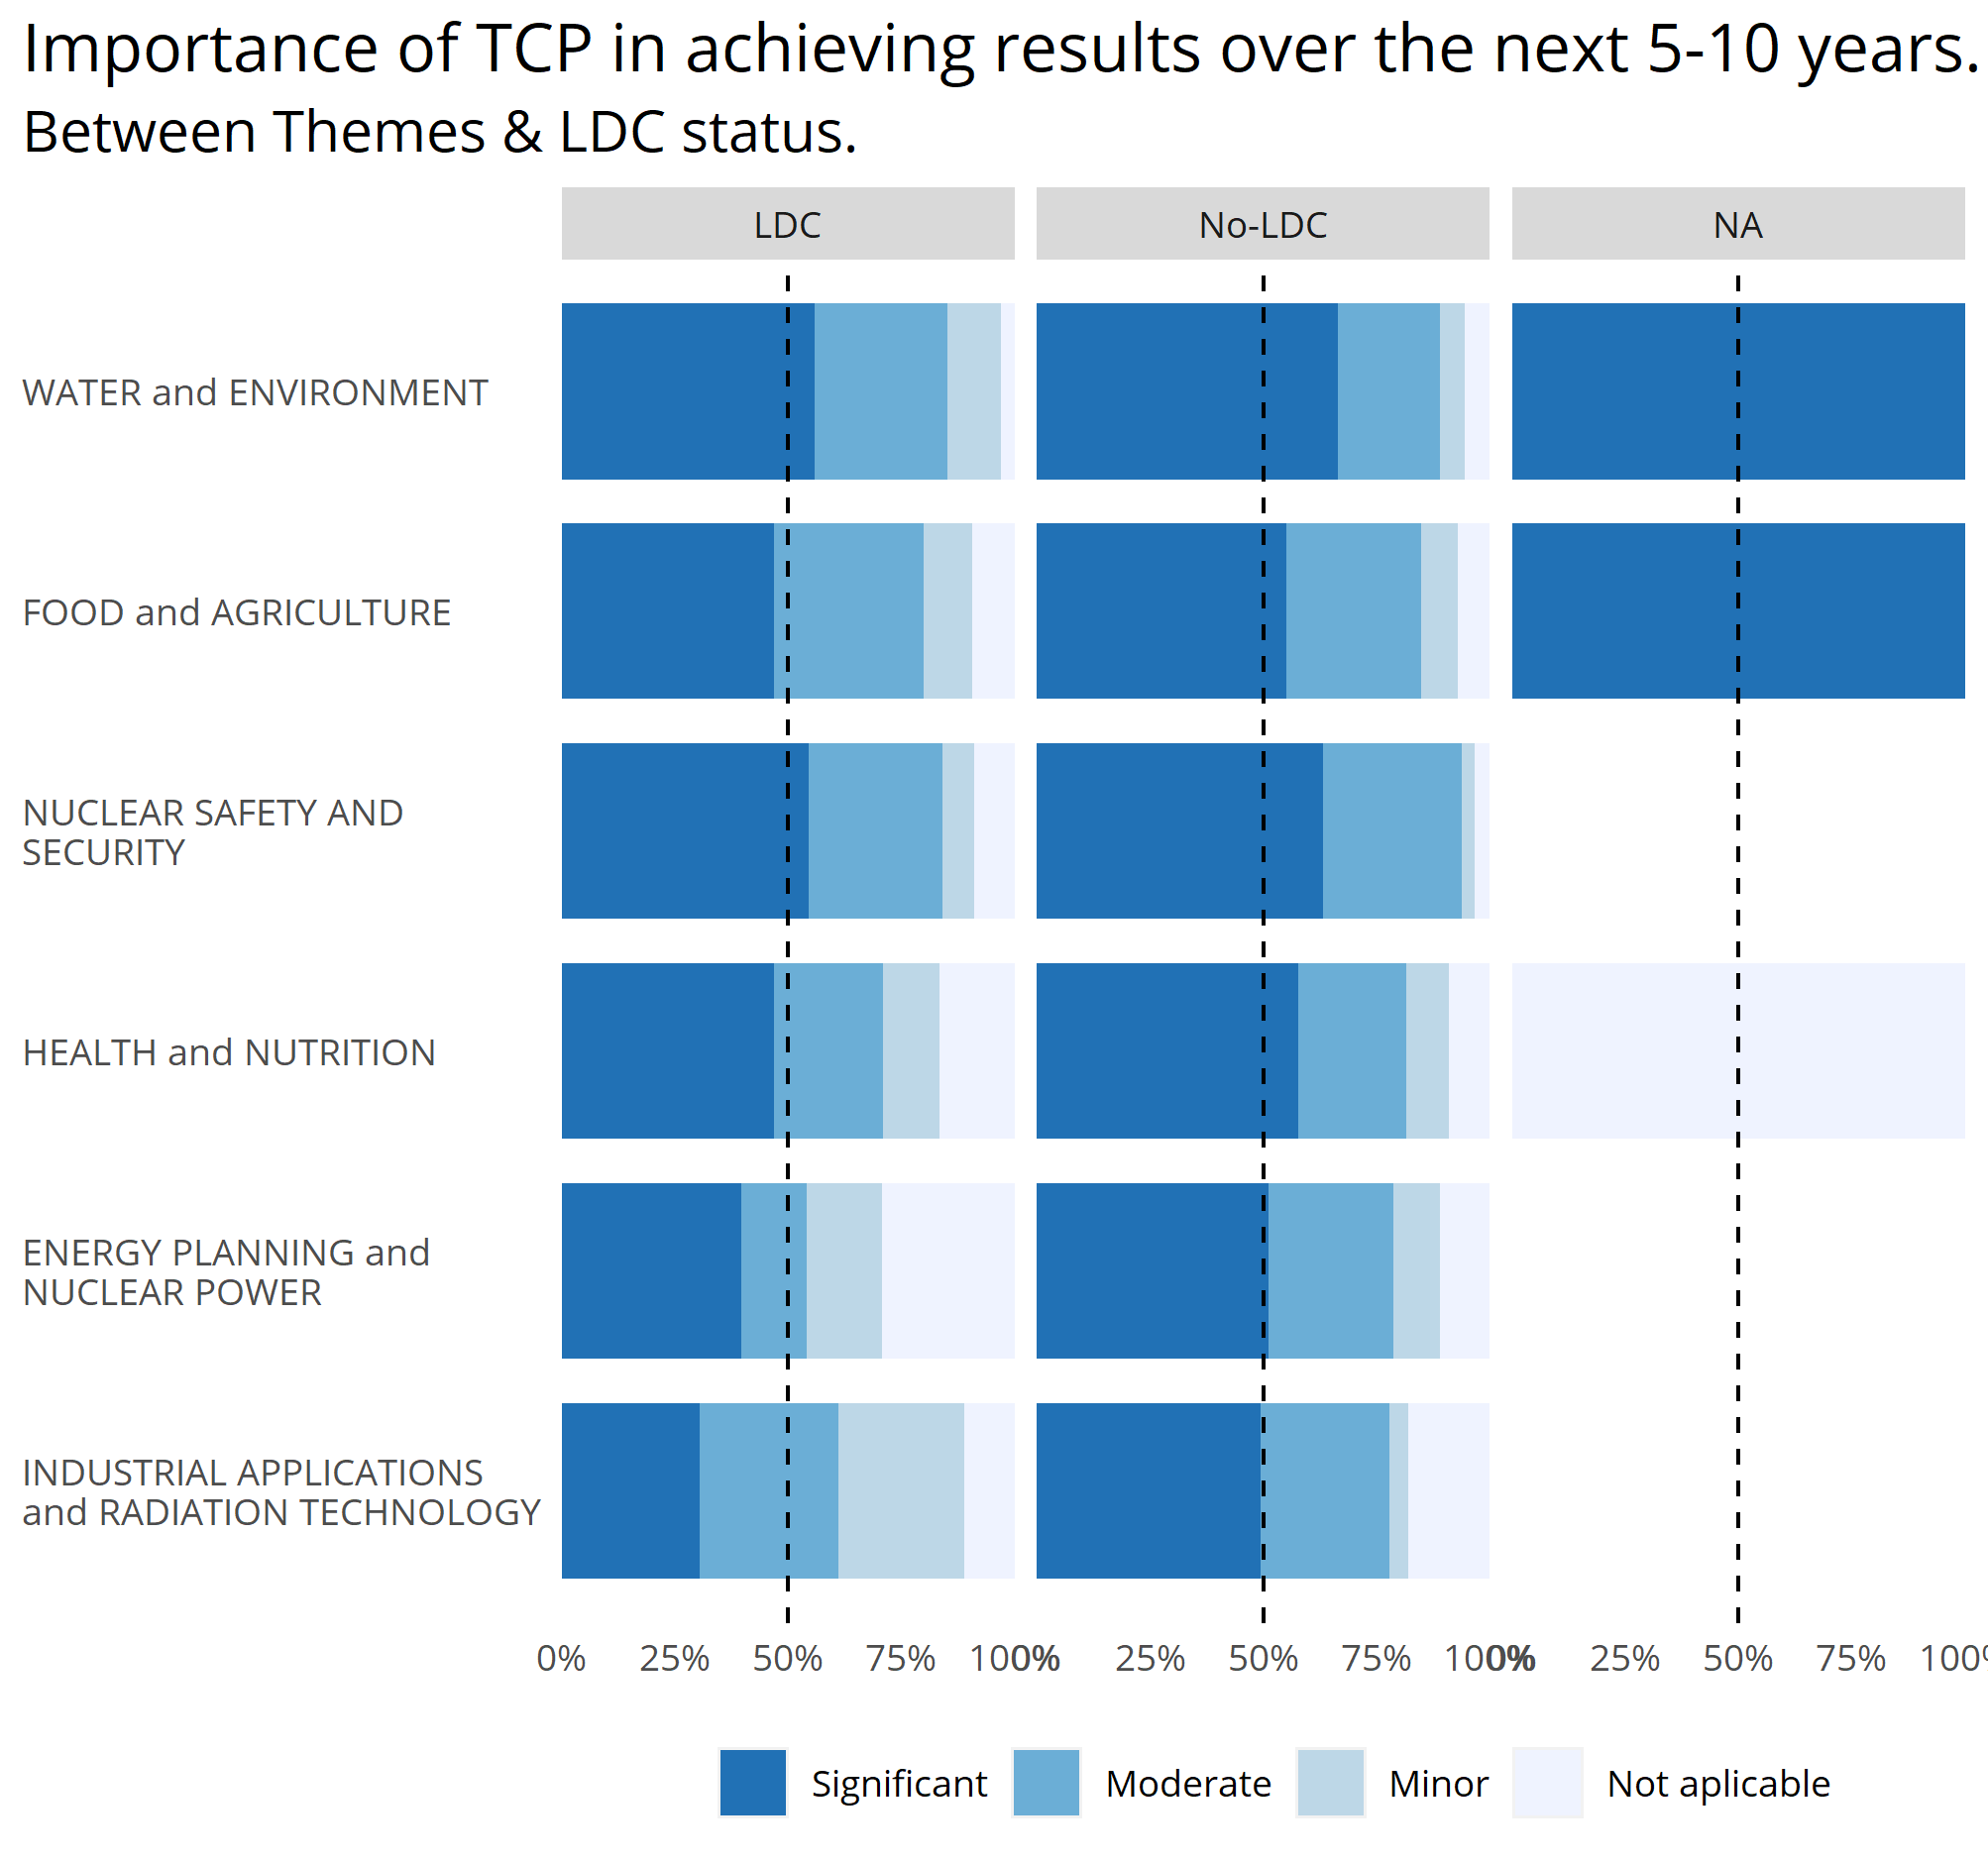 Importance of TCP in achieving results over the next 5-10 years.
Between Themes & LDC status.
LDC
No-LDC
NA
WATER and ENVIRONMENT
FOOD and AGRICULTURE
NUCLEAR SAFETY AND
SECURITY
HEALTH and NUTRITION
ENERGY PLANNING and
NUCLEAR POWER
INDUSTRIAL APPLICATIONS
and RADIATION TECHNOLOGY
0% 25% 50% 75% 100%
0% 25% 50% 75% 100%
0% 25% 50% 75% 100%
Significant
Moderate
Minor
Not aplicable